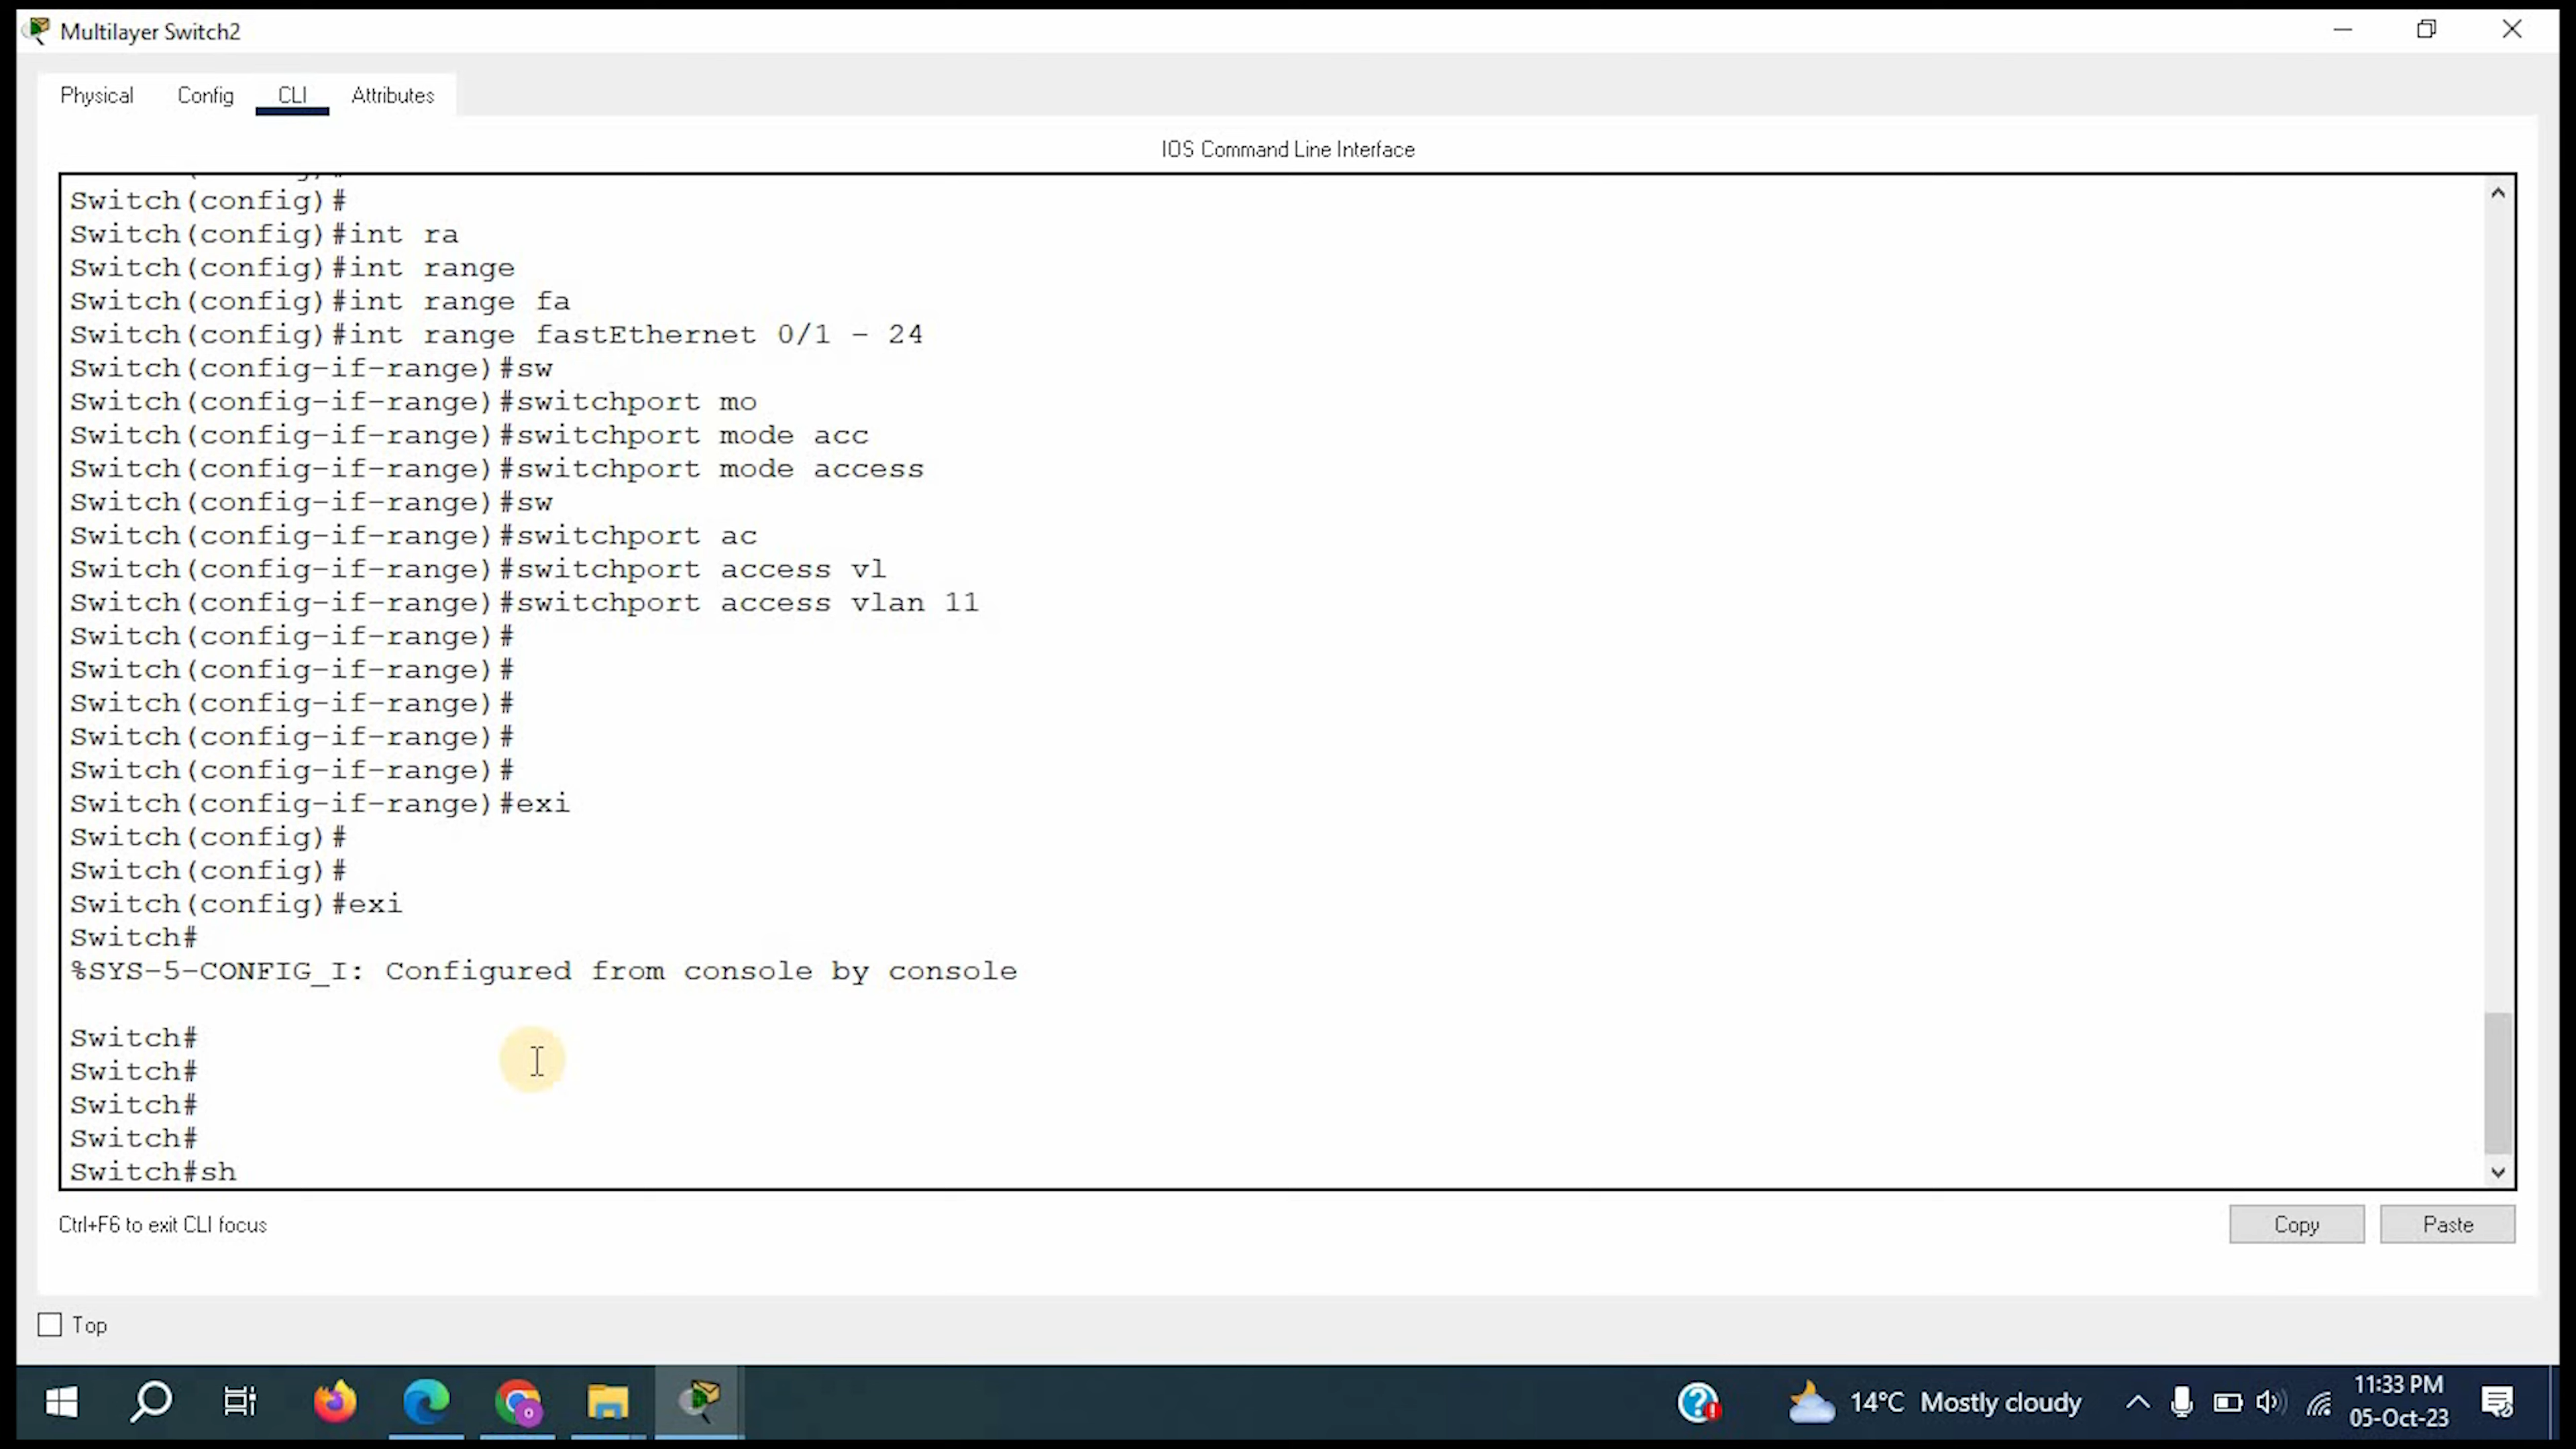 Multilayer Switch2
Physical Config CLI Attributes
IOS Command Line Interface
Switch(config)#
Switch(config)#int ra
Switch(config)#int range
Switch(config)#int range fa
Switch(config)#int range fastEthernet 0/1 - 24
Switch(config-if-range)#sw
Switch(config-if-range)#switchport mo
Switch(config-if-range)#switchport mode acc
Switch(config-if-range)#switchport mode access
Switch(config-if-range)#sw
Switch(config-if-range)#switchport ac
Switch(config-if-range)#switchport access vl
Switch(config-if-range)#switchport access vlan 11
Switch(config-if-range)#
Switch(config-if-range)#
Switch(config-if-range)#
Switch(config-if-range)#
Switch(config-if-range)#
Switch(config-if-range)#exi
Switch(config)#
Switch(config)#
Switch(config)#exi
Switch#
%SYS-5-CONFIG_I: Configured from console by console
Switch#
Switch#
Switch#
Switch#
Switch#sh
Ctrl+F6 to exit CLI focus
Copy Paste
Top
14°C Mostly cloudy
11:33 PM
05-Oct-23